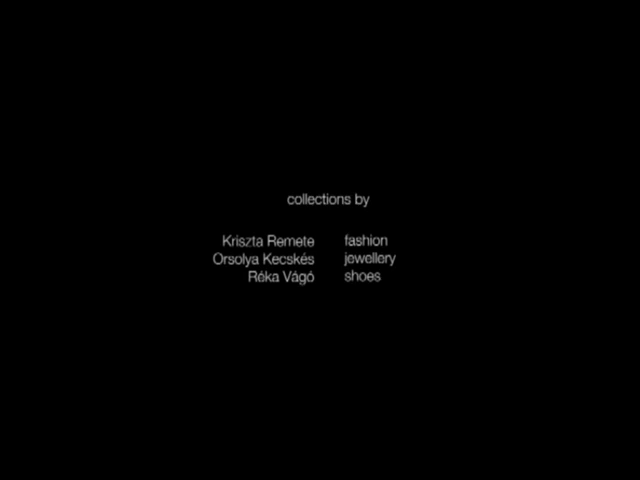 collections by
Kriszta Remete fashion
Orsolya Kecskés jewellery
Réka Vágó shoes